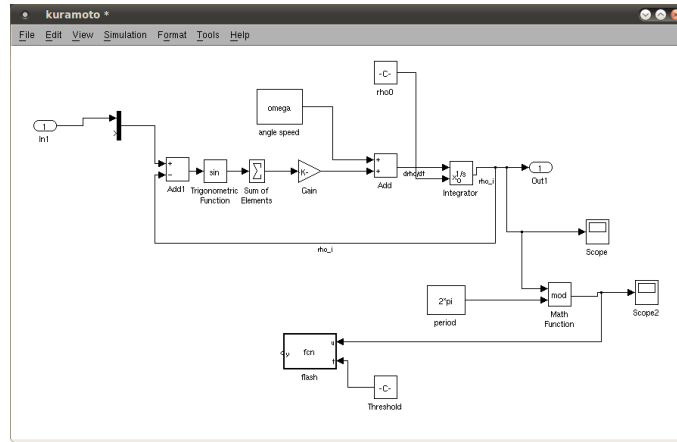 kuramoto *
File Edit View Simulation Format Tools Help
-C-
rho0
omega
angle speed
1
In1
+
−
Add1
sin
Trigonometric
Function
∑
Sum of
Elements
K-
Gain
+
+
Add
drho/dt
1/s
xo
Integrator
rho_i
1
Out1
rho_i
Scope
2*pi
period
mod
Math
Function
Scope2
y
fcn
u
t
flash
-C-
Threshold